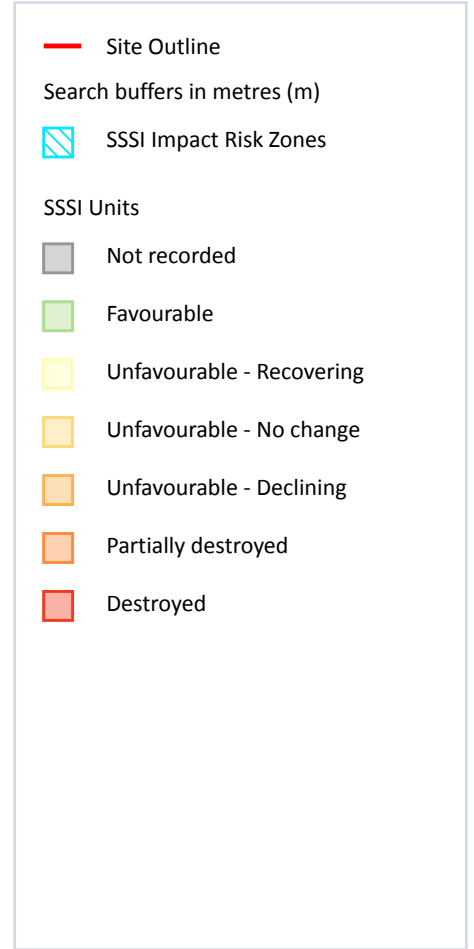 Site Outline
Search buffers in metres (m)
SSSI Impact Risk Zones
SSSI Units
Not recorded
Favourable
Unfavourable - Recovering
Unfavourable - No change
Unfavourable - Declining
Partially destroyed
Destroyed